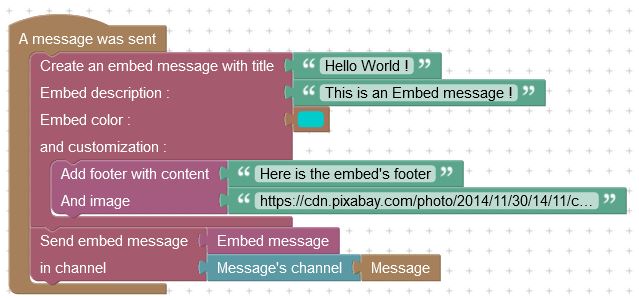 A message was sent
Create an embed message with title “ Hello World ! ”
Embed description : “ This is an Embed message ! ”
Embed color :
and customization :
Add footer with content “ Here is the embed's footer ”
And image “ https://cdn.pixabay.com/photo/2014/11/30/14/11/c... ”
Send embed message Embed message
in channel Message's channel Message